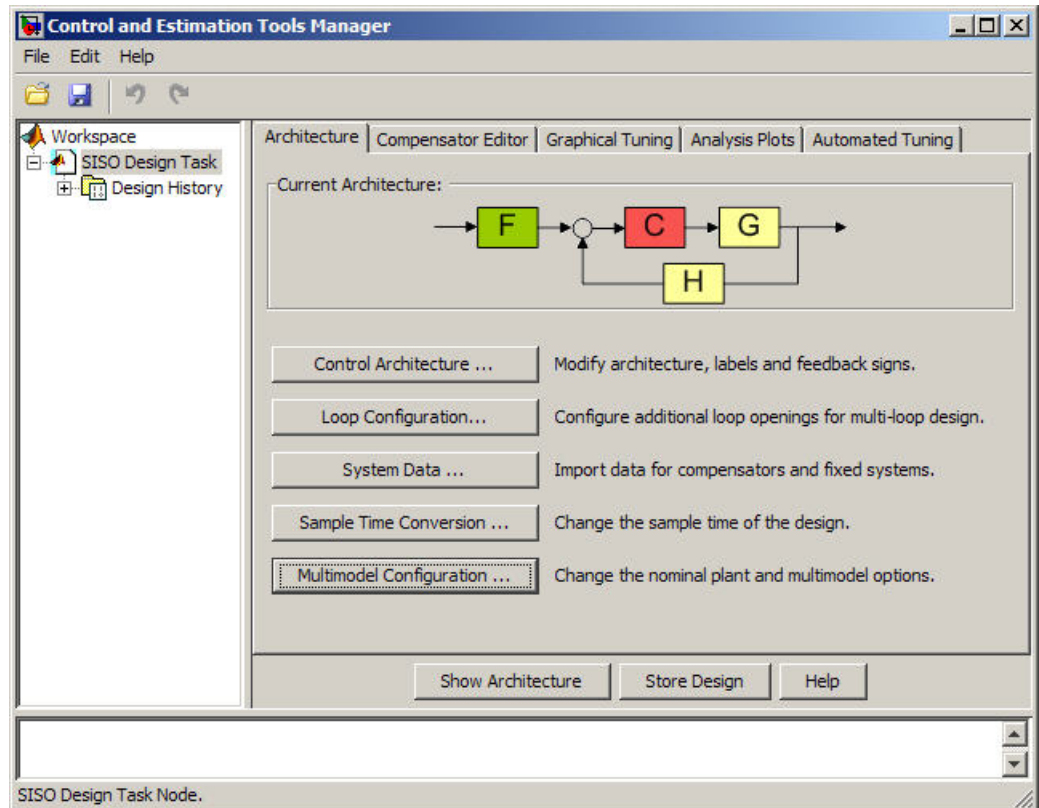 Control and Estimation Tools Manager
File Edit Help
Workspace
SISO Design Task
Design History
Architecture Compensator Editor Graphical Tuning Analysis Plots Automated Tuning
Current Architecture:
F C G
H
Control Architecture ... Modify architecture, labels and feedback signs.
Loop Configuration... Configure additional loop openings for multi-loop design.
System Data ... Import data for compensators and fixed systems.
Sample Time Conversion ... Change the sample time of the design.
Multimodel Configuration ... Change the nominal plant and multimodel options.
Show Architecture Store Design Help
SISO Design Task Node.